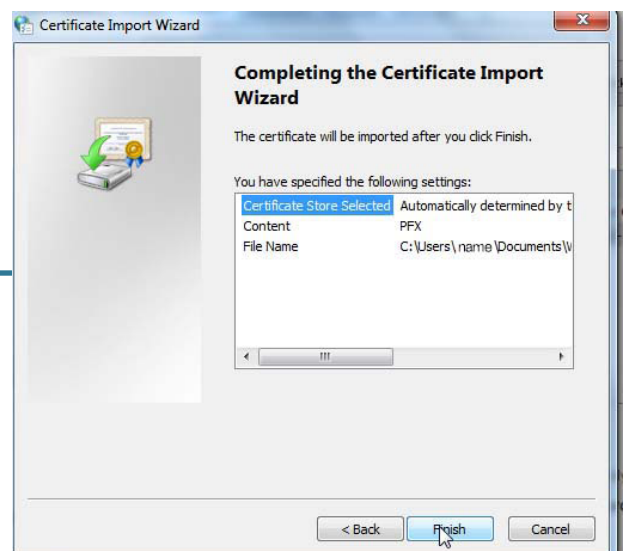 Certificate Import Wizard
Completing the Certificate Import
Wizard
The certificate will be imported after you click Finish.
You have specified the following settings:
Certificate Store Selected Automatically determined by t
Content PFX
File Name C:\Users\name\Documents\W
< Back Finish Cancel